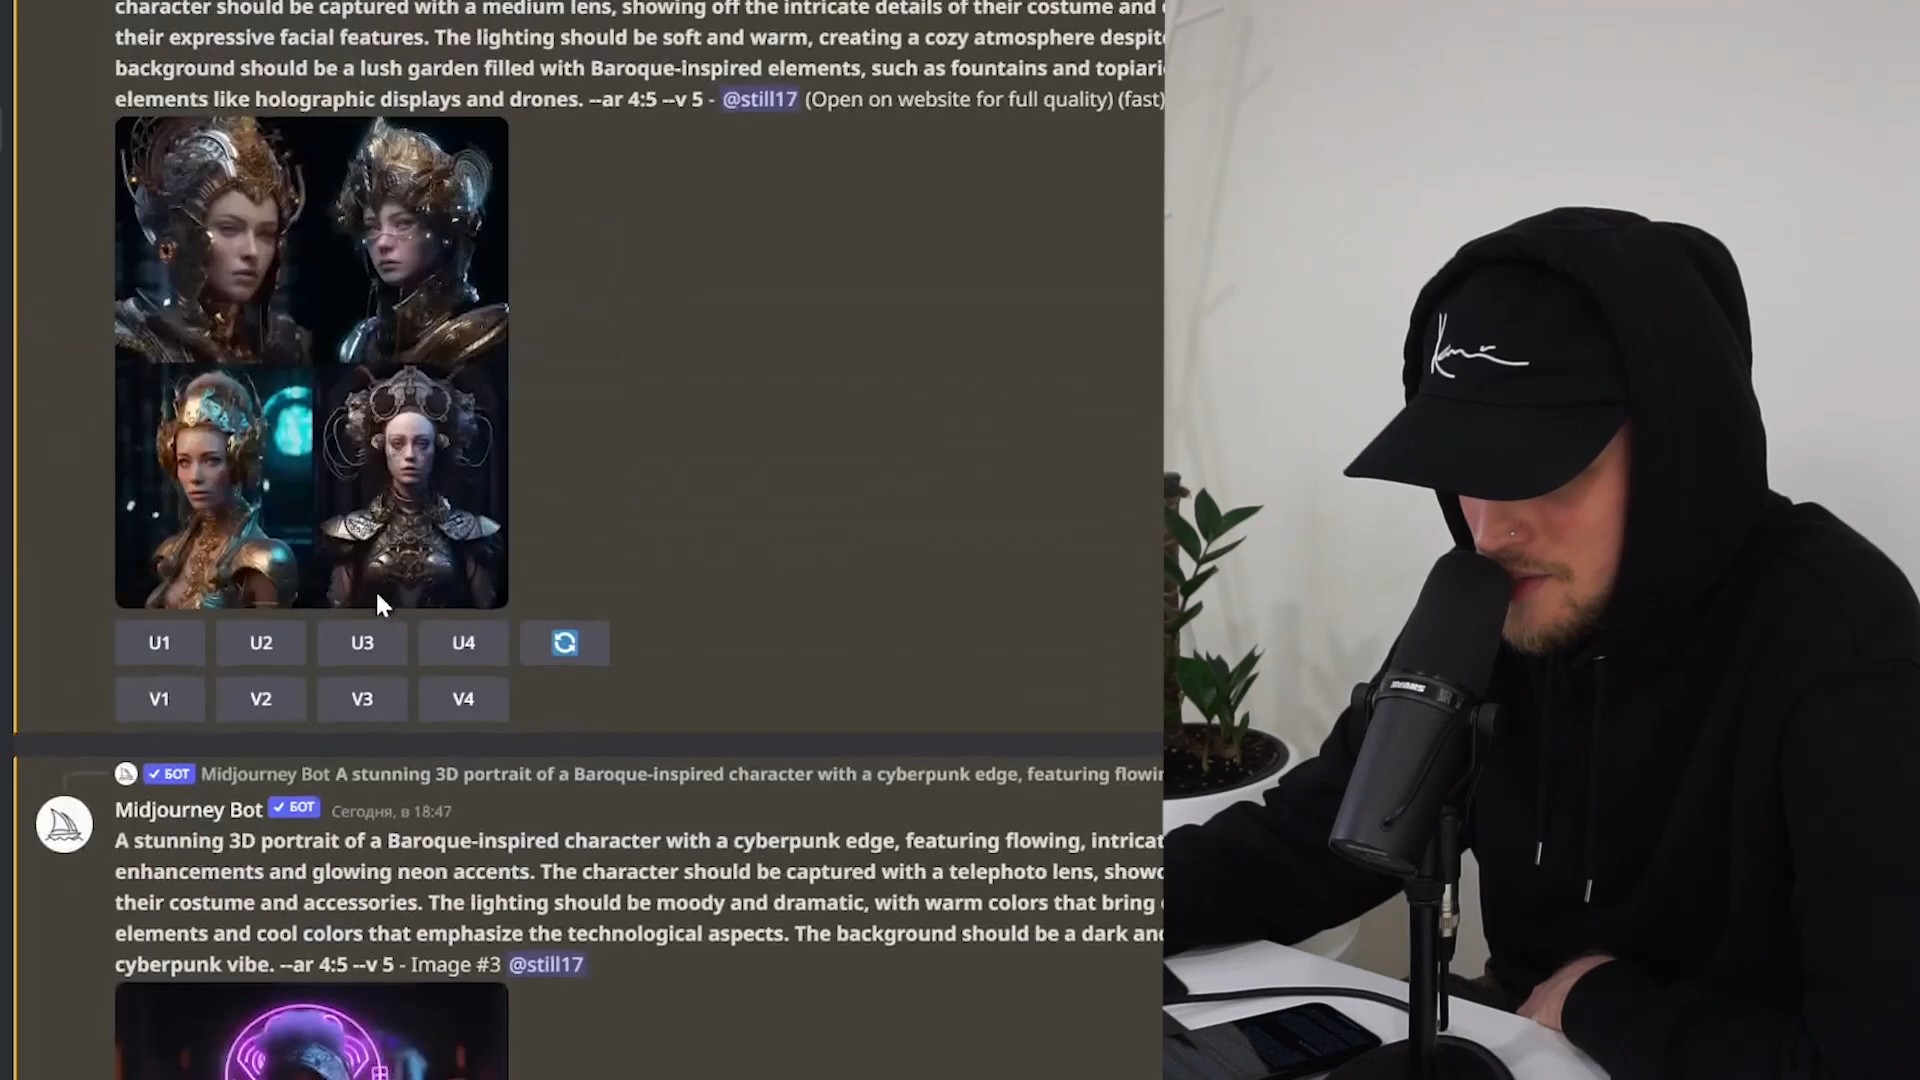 character should be captured with a medium lens, showing off the intricate details of their costume and
their expressive facial features. The lighting should be soft and warm, creating a cozy atmosphere despite
background should be a lush garden filled with Baroque-inspired elements, such as fountains and
elements like holographic displays and drones. --ar 4:5 --v 5 - @still17 (Open on website for full quality) (fast)
U1 U2 U3 U4
V1 V2 V3 V4
БОТ Midjourney Bot A stunning 3D portrait of a Baroque-inspired character with a cyberpunk edge, featuring
Midjourney Bot БОТ Сегодня, в 18:47
A stunning 3D portrait of a Baroque-inspired character with a cyberpunk edge, featuring flowing,
enhancements and glowing neon accents. The character should be captured with a telephoto lens,
their costume and accessories. The lighting should be moody and dramatic, with warm colors that bring
elements and cool colors that emphasize the technological aspects. The background should be a dark
cyberpunk vibe. --ar 4:5 --v 5 - Image #3 @still17